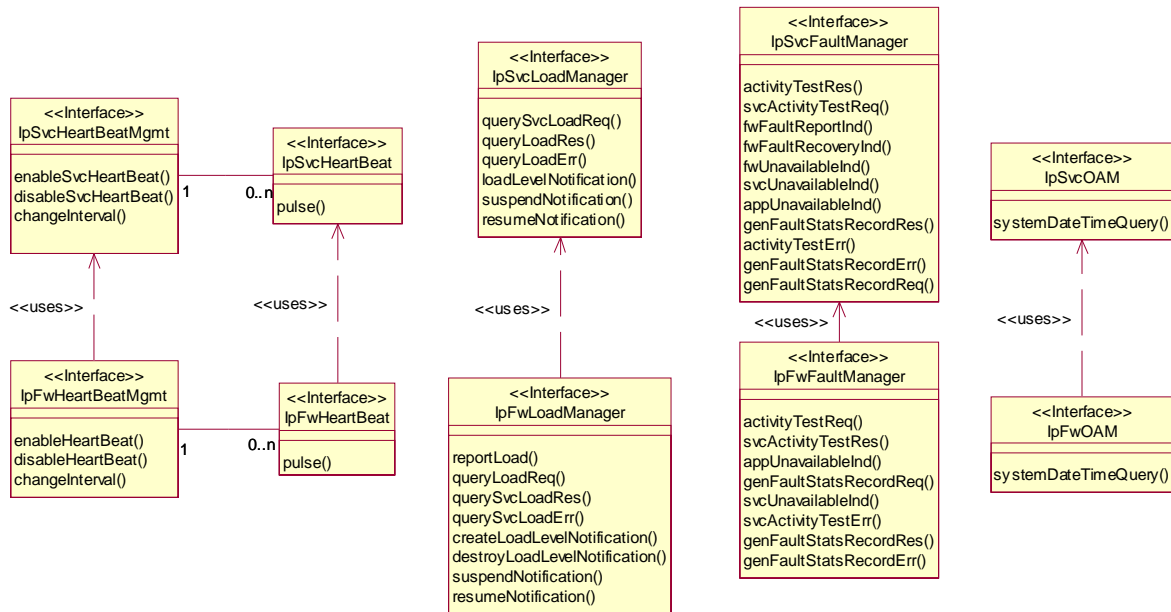 <<Interface>>
IpSvcHeartBeatMgmt
enableSvcHeartBeat()
disableSvcHeartBeat()
changeInterval()
1
0..n
<<Interface>>
IpSvcHeartBeat
pulse()
<<Interface>>
IpSvcLoadManager
querySvcLoadReq()
queryLoadRes()
queryLoadErr()
loadLevelNotification()
suspendNotification()
resumeNotification()
<<Interface>>
IpSvcFaultManager
activityTestRes()
svcActivityTestReq()
fwFaultReportInd()
fwFaultRecoveryInd()
fwUnavailableInd()
svcUnavailableInd()
appUnavailableInd()
genFaultStatsRecordRes()
activityTestErr()
genFaultStatsRecordErr()
genFaultStatsRecordReq()
<<Interface>>
IpSvcOAM
systemDateTimeQuery()
<<uses>>
<<uses>>
<<uses>>
<<uses>>
<<uses>>
<<Interface>>
IpFwHeartBeatMgmt
enableHeartBeat()
disableHeartBeat()
changeInterval()
1
0..n
<<Interface>>
IpFwHeartBeat
pulse()
<<Interface>>
IpFwLoadManager
reportLoad()
queryLoadReq()
querySvcLoadRes()
querySvcLoadErr()
createLoadLevelNotification()
destroyLoadLevelNotification()
suspendNotification()
resumeNotification()
<<Interface>>
IpFwFaultManager
activityTestReq()
svcActivityTestRes()
appUnavailableInd()
genFaultStatsRecordReq()
svcUnavailableInd()
svcActivityTestErr()
genFaultStatsRecordRes()
genFaultStatsRecordErr()
<<Interface>>
IpFwOAM
systemDateTimeQuery()